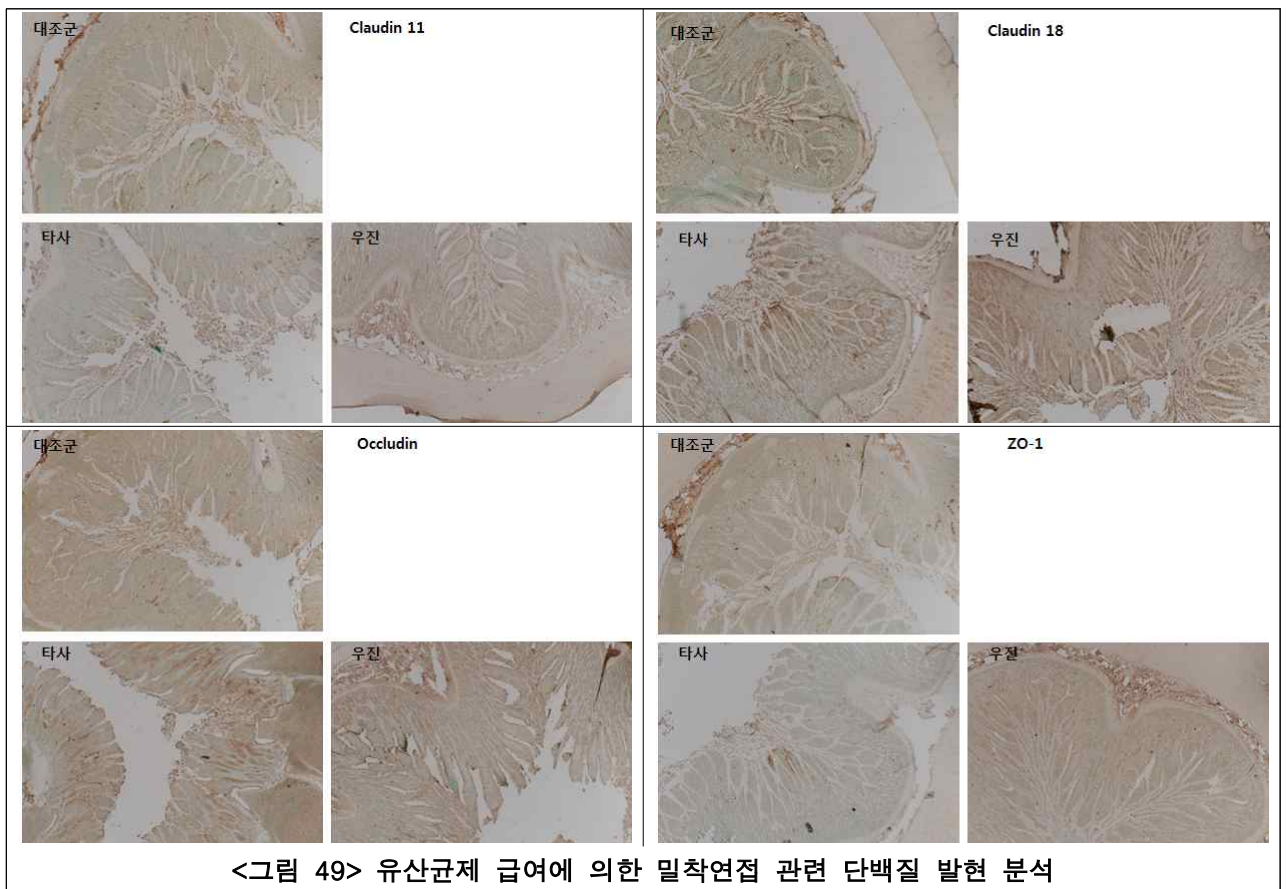 대조군
Claudin 11
타사
우진
대조군
Claudin 18
타사
우진
대조군
Occludin
타사
우진
대조군
ZO-1
타사
우진
<그림 49> 유산균제 급여에 의한 밀착연접 관련 단백질 발현 분석